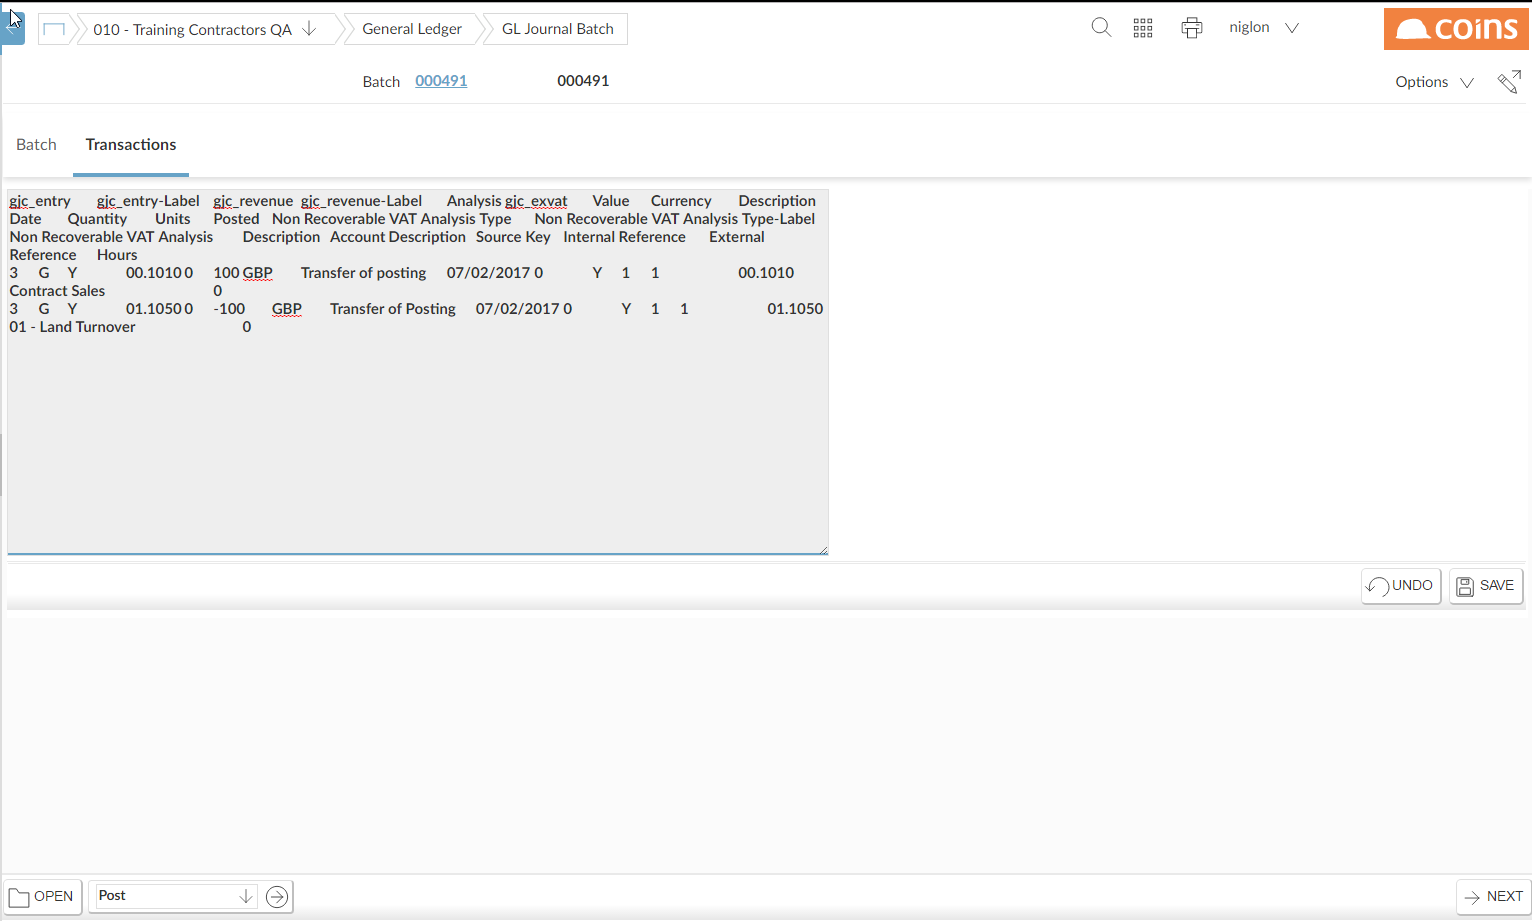 010 - Training Contractors QA General Ledger GL Journal Batch niglon coins
Batch 000491 000491 Options
Batch Transactions
gjc_entry gjc_entry-Label gjc_revenue gjc_revenue-Label Analysis gjc_exvat Value Currency Description
Date Quantity Units Posted Non Recoverable VAT Analysis Type Non Recoverable VAT Analysis Type-Label
Non Recoverable VAT Analysis Description Account Description Source Key Internal Reference External
Reference Hours
3 G Y 00.1010 0 100 GBP Transfer of posting 07/02/2017 0 Y 1 1 00.1010
Contract Sales 0
3 G Y 01.1050 0 -100 GBP Transfer of Posting 07/02/2017 0 Y 1 1 01.1050
01 - Land Turnover 0
UNDO SAVE
OPEN Post NEXT